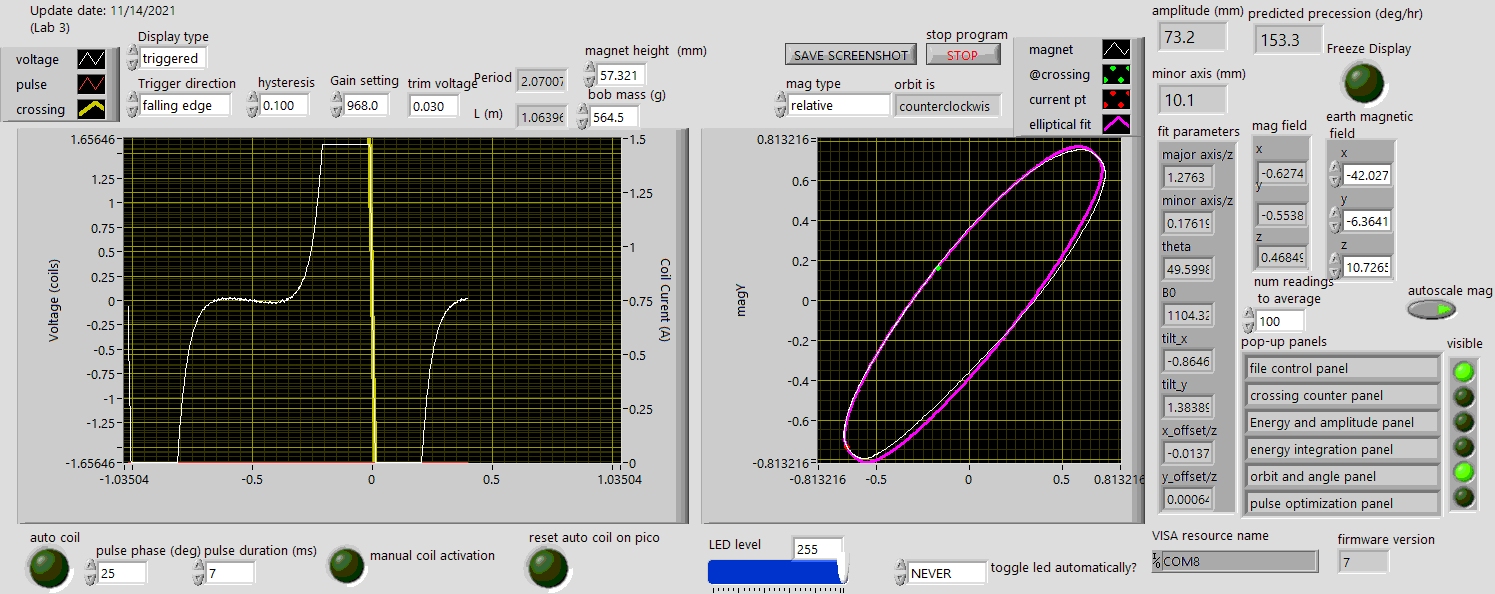 Update date: 11/14/2021
(Lab 3)
voltage
pulse
crossing
Display type
triggered
Trigger direction
falling edge
hysteresis
0.100
Gain setting
968.0
trim voltage
0.030
Period
2.07007
L (m)
1.06396
magnet height (mm)
57.321
bob mass (g)
564.5
SAVE SCREENSHOT
stop program
STOP
mag type
relative
orbit is
counterclockwis
magnet
@crossing
current pt
elliptical fit
amplitude (mm)
73.2
predicted precession (deg/hr)
153.3
minor axis (mm)
10.1
Freeze Display
Voltage (coils)
1.65646
1.25
1
0.75
0.5
0.25
0
-0.25
-0.5
-0.75
-1
-1.25
-1.65646
-1.03504
-0.5
0
0.5
1.03504
1.5
1.25
1
0.75
0.5
0.25
0
Coil Current (A)
magy
0.813216
0.6
0.4
0.2
0
-0.2
-0.4
-0.6
-0.813216
-0.813216
-0.5
0
0.5
0.813216
fit parameters
major axis/z
1.2763
minor axis/z
0.17619
theta
49.5998
B0
1104.32
tilt_x
-0.8646
tilt_y
1.38389
x_offset/z
-0.0137
y_offset/z
0.00064
mag field
x
-0.6274
y
-0.5538
z
0.46849
earth magnetic
field
x
-42.027
y
-6.3641
z
10.7265
num readings
to average
100
autoscale mag
pop-up panels
visible
file control panel
crossing counter panel
Energy and amplitude panel
energy integration panel
orbit and angle panel
pulse optimization panel
auto coil
pulse phase (deg)
25
pulse duration (ms)
7
manual coil activation
reset auto coil on pico
LED level
255
NEVER
toggle led automatically?
VISA resource name
COM8
firmware version
7